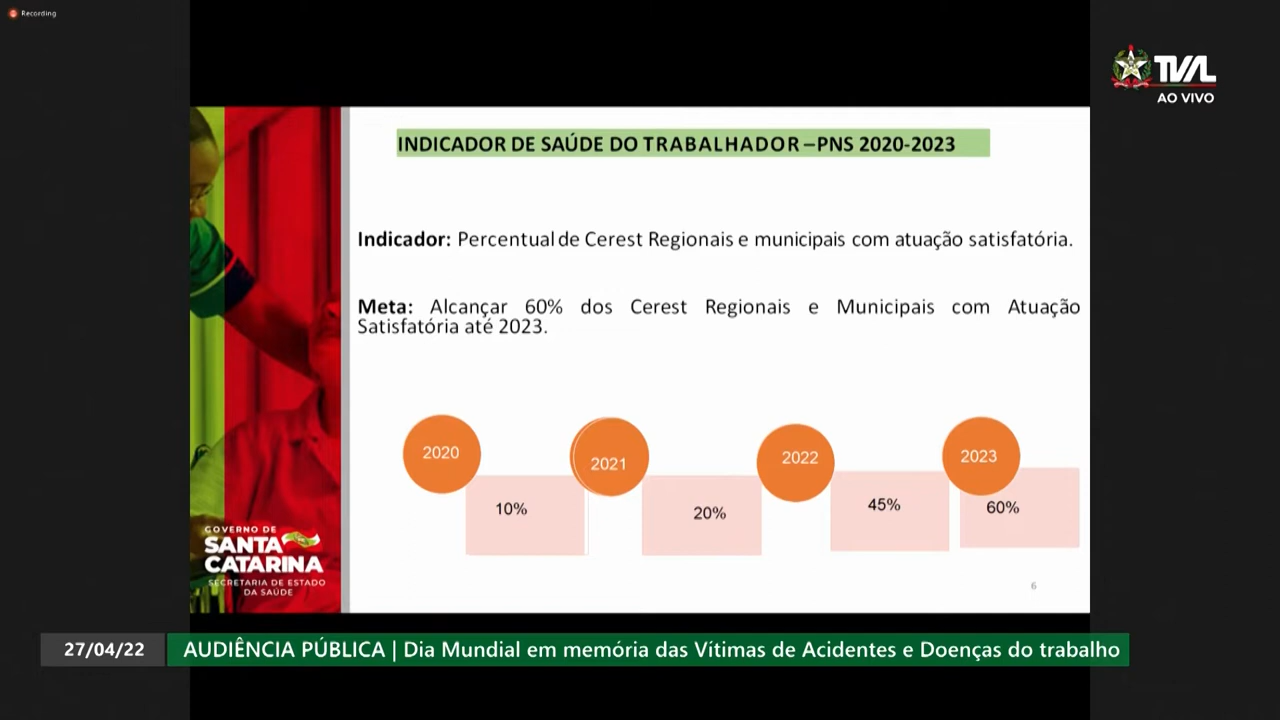 Recording
TVAL
AO VIVO
INDICADOR DE SAÚDE DO TRABALHADOR –PNS 2020-2023
Indicador: Percentual de Cerest Regionais e municipais com atuação satisfatória.
Meta: Alcançar 60% dos Cerest Regionais e Municipais com Atuação
Satisfatória até 2023.
2020
2021
2022
2023
10%
20%
45%
60%
GOVERNO DE
SANTA
CATARINA
SECRETARIA DE ESTADO
DA SAÚDE
6
27/04/22
AUDIÊNCIA PÚBLICA | Dia Mundial em memória das Vítimas de Acidentes e Doenças do trabalho